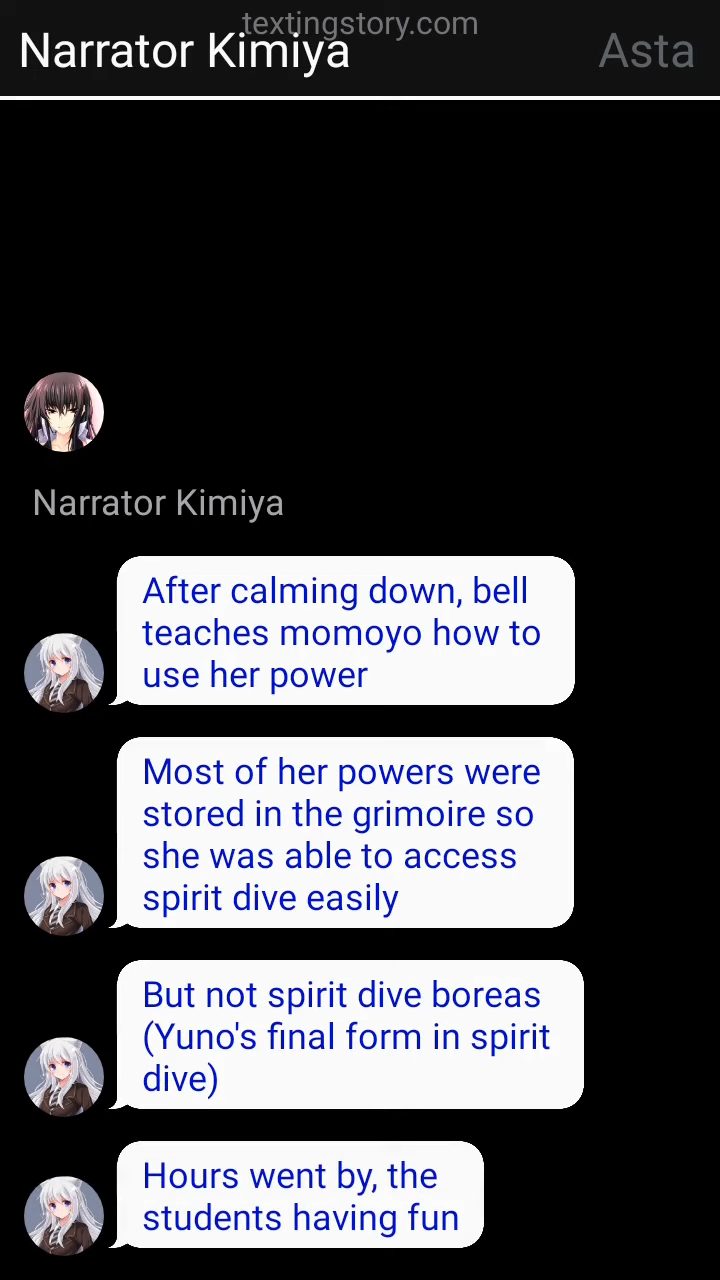 textingstory.com
Narrator Kimiya
Asta
Narrator Kimiya
After calming down, bell
teaches momoyo how to
use her power
Most of her powers were
stored in the grimoire so
she was able to access
spirit dive easily
But not spirit dive boreas
(Yuno's final form in spirit
dive)
Hours went by, the
students having fun